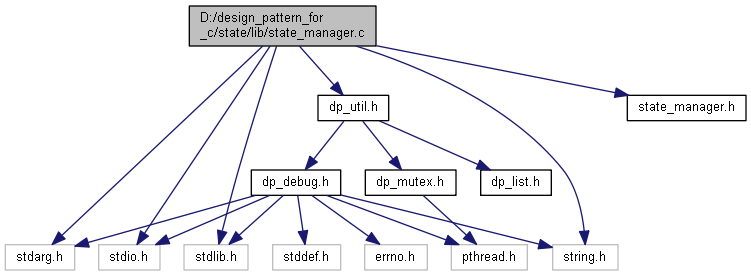 D:/design_pattern_for
_c/state/lib/state_manager.c
dp_util.h
state_manager.h
dp_debug.h
dp_mutex.h
dp_list.h
stdarg.h
stdio.h
stdlib.h
stddef.h
errno.h
pthread.h
string.h